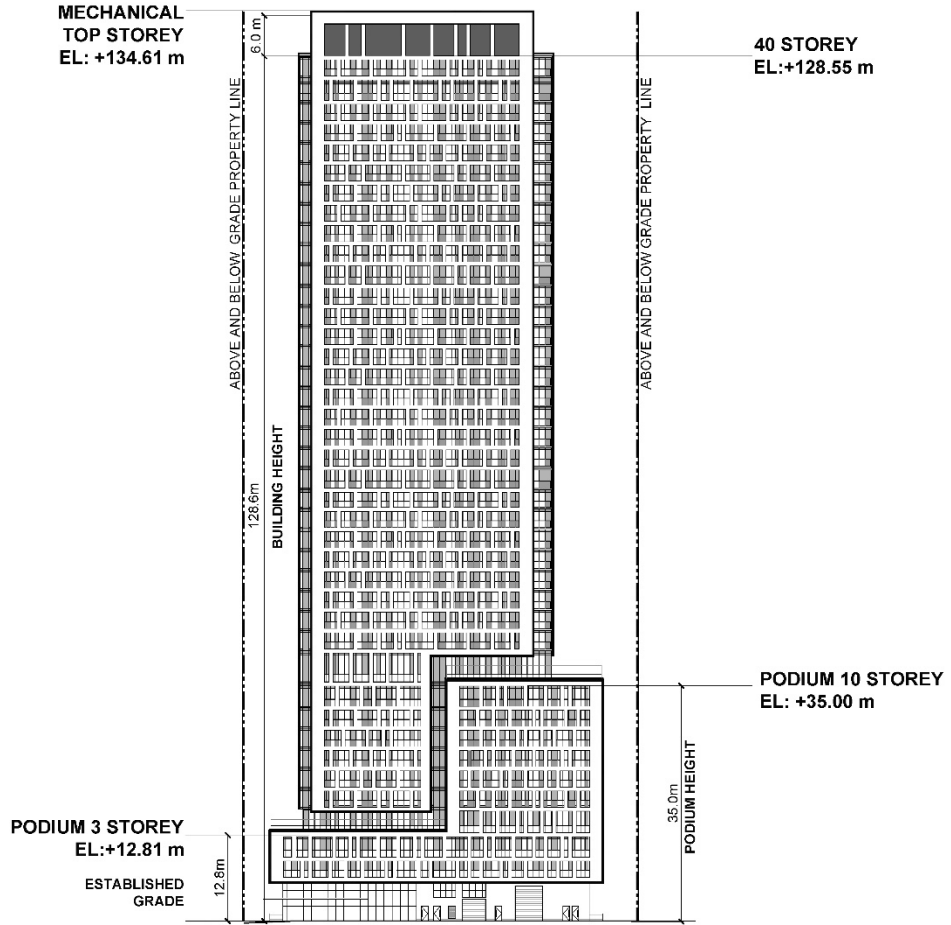 MECHANICAL
TOP STOREY
EL: +134.61 m
6.0 m
40 STOREY
EL:+128.55 m
ABOVE AND BELOW GRADE PROPERTY LINE
ABOVE AND BELOW GRADE PROPERTY LINE
128.6m
BUILDING HEIGHT
PODIUM 10 STOREY
EL: +35.00 m
35.0m
PODIUM HEIGHT
PODIUM 3 STOREY
EL:+12.81 m
12.8m
ESTABLISHED
GRADE